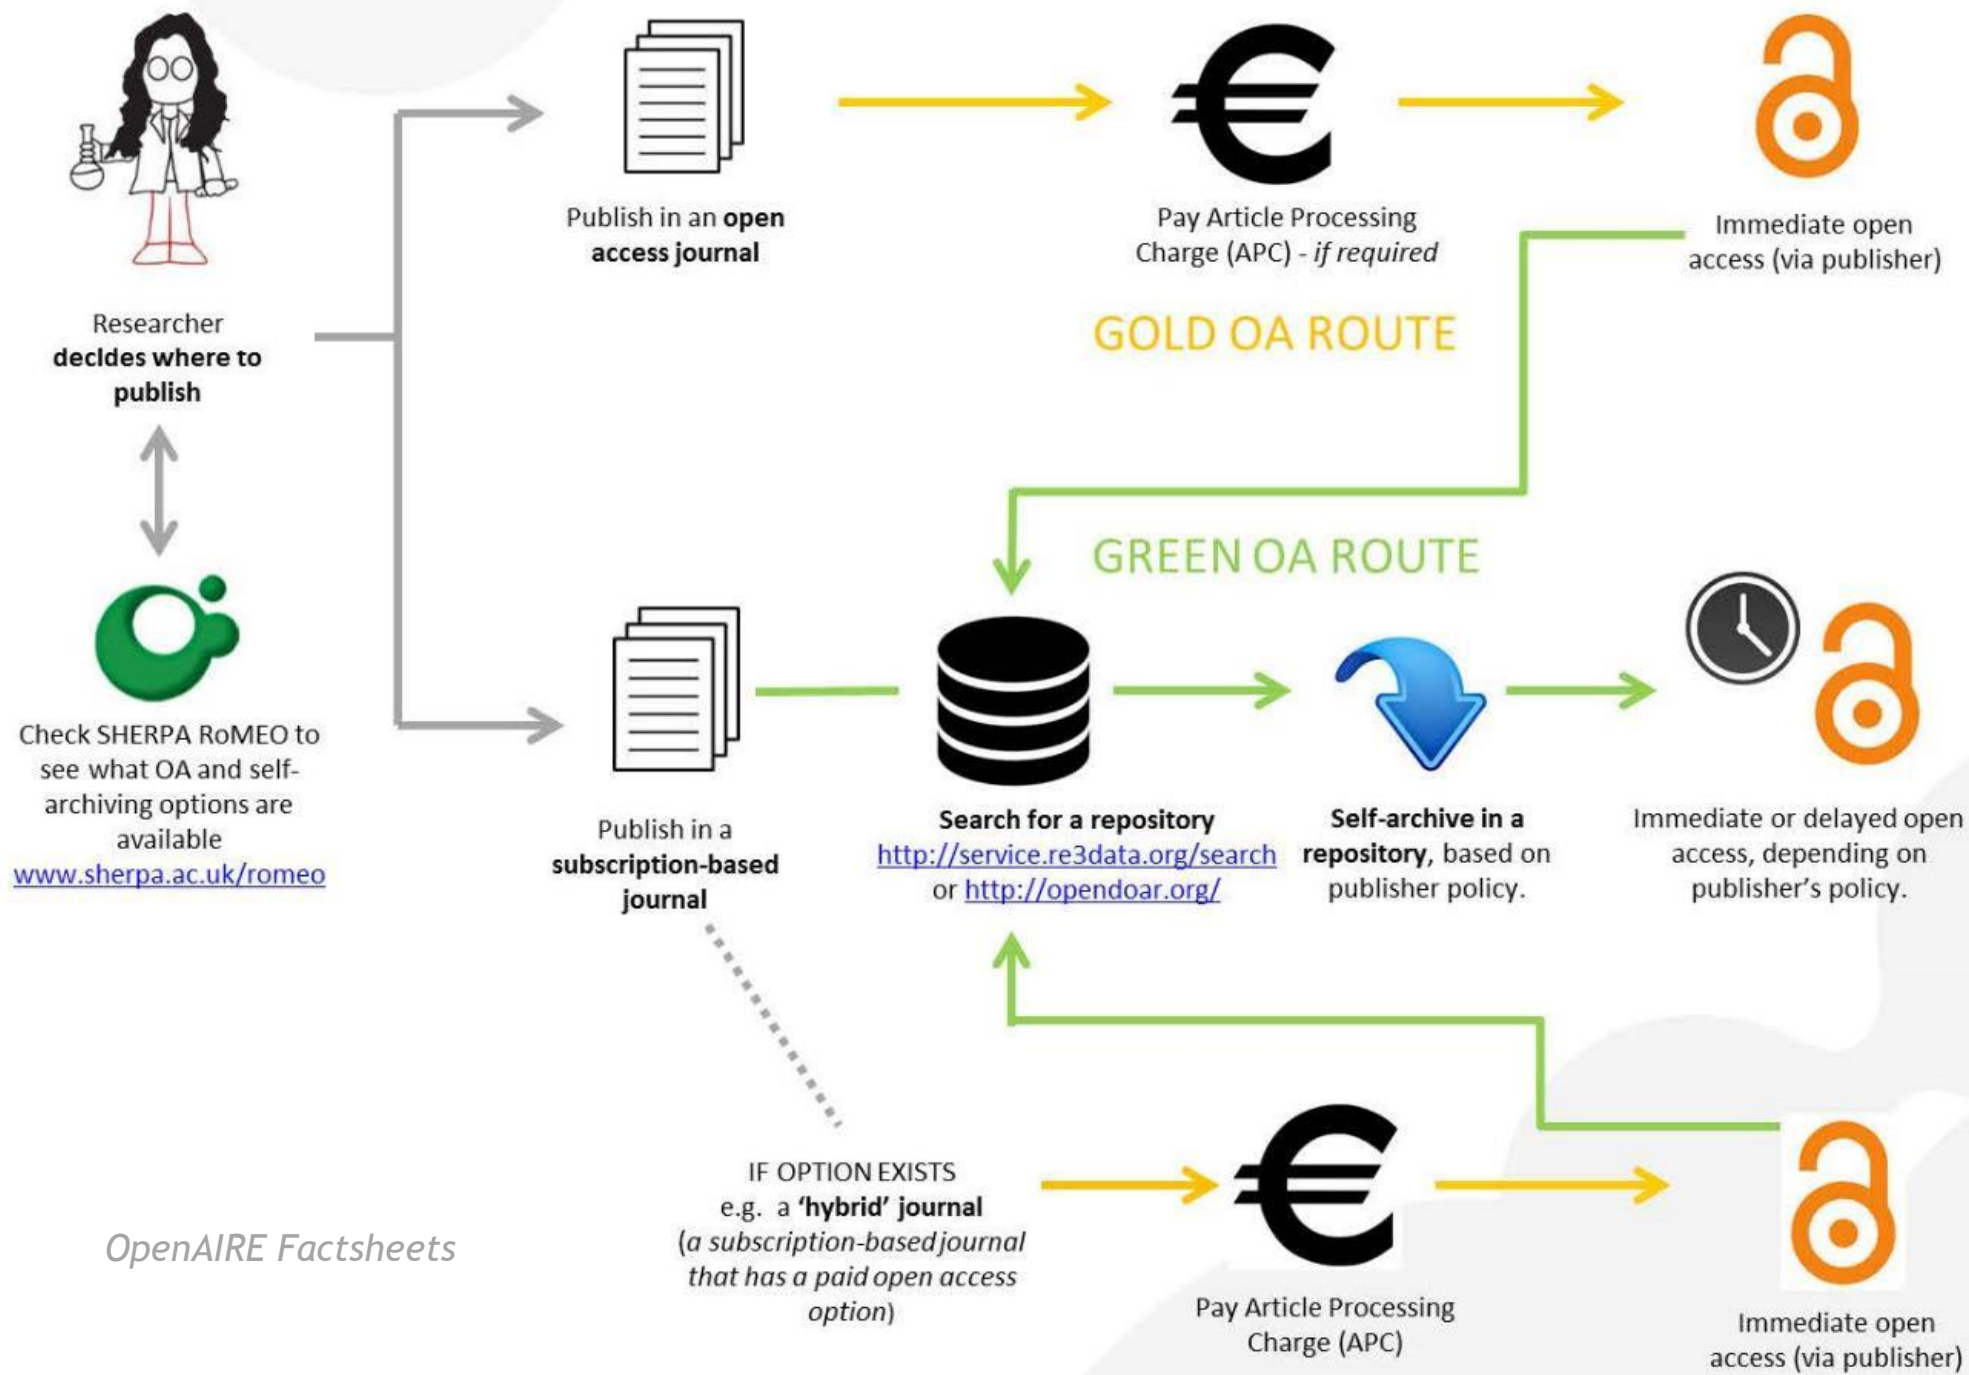 Researcher
decides where to
publish
Check SHERPA RoMEO to
see what OA and self-
archiving options are
available
www.sherpa.ac.uk/romeo
Publish in an open
access journal
Pay Article Processing
Charge (APC) - if required
Immediate open
access (via publisher)
GOLD OA ROUTE
GREEN OA ROUTE
Publish in a
subscription-based
journal
Search for a repository
http://service.re3data.org/search
or http://opendoar.org/
Self-archive in a
repository, based on
publisher policy.
Immediate or delayed open
access, depending on
publisher’s policy.
IF OPTION EXISTS
e.g. a ‘hybrid’ journal
(a subscription-based journal
that has a paid open access
option)
Pay Article Processing
Charge (APC)
Immediate open
access (via publisher)
OpenAIRE Factsheets